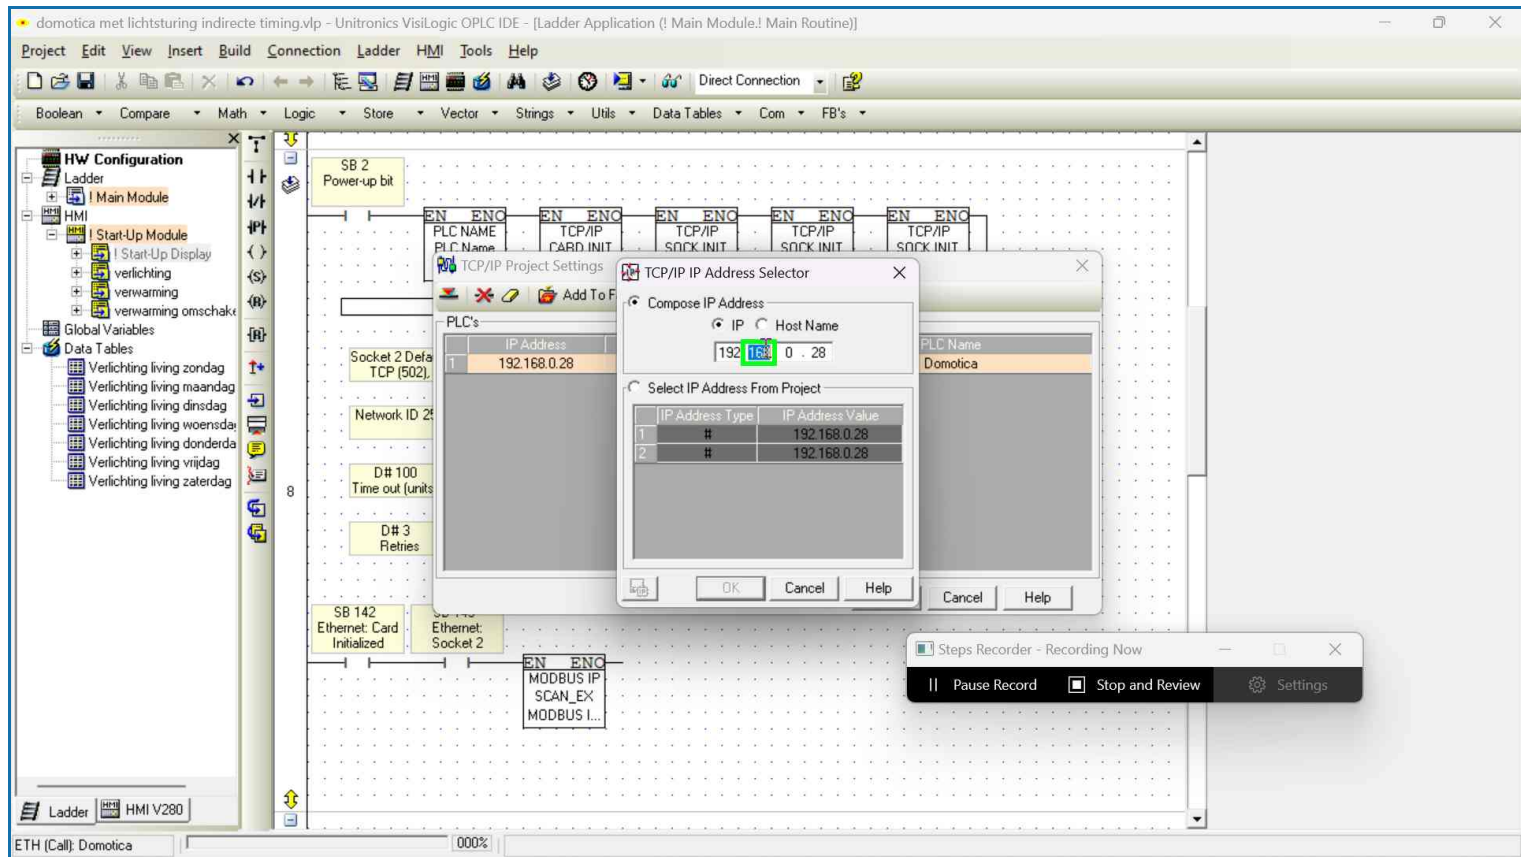 domotica met lichtsturing indirecte timing.vlp - Unitronics VisiLogic OPLC IDE - [Ladder Application (! Main Module.! Main Routine)]
Project Edit View Insert Build Connection Ladder HMI Tools Help
Direct Connection
Boolean Compare Math Logic Store Vector Strings Utils Data Tables Com FB's
HW Configuration
Ladder
! Main Module
HMI
! Start-Up Module
! Start-Up Display
verlichting
verwarming
verwarming omschake
Global Variables
Data Tables
Verlichting living zondag
Verlichting living maandag
Verlichting living dinsdag
Verlichting living woensdag
Verlichting living donderda
Verlichting living vrijdag
Verlichting living zaterdag
Ladder HMI V280
ETH (Call): Domotica
000%
SB 2
Power-up bit
EN ENO EN ENO EN ENO EN ENO EN ENO
PLC NAME TCP/IP TCP/IP TCP/IP TCP/IP
PLC Name CARD INIT SOCK INIT SOCK INIT SOCK INIT
Socket 2 Defa
TCP (502),
Network ID 25
D# 100
Time out (units
D# 3
Retries
8
SB 142
Ethernet: Card
Initialized
SB 145
Ethernet:
Socket 2
EN ENO
MODBUS IP
SCAN_EX
MODBUS I...
TCP/IP Project Settings
Add To F
PLC's
IP Address PLC Name
1 192.168.0.28 Domotica
Cancel Help
TCP/IP IP Address Selector
Compose IP Address
IP Host Name
192 168 0 . 28
Select IP Address From Project
IP Address Type IP Address Value
1 # 192.168.0.28
2 # 192.168.0.28
OK Cancel Help
Steps Recorder - Recording Now
Pause Record Stop and Review Settings